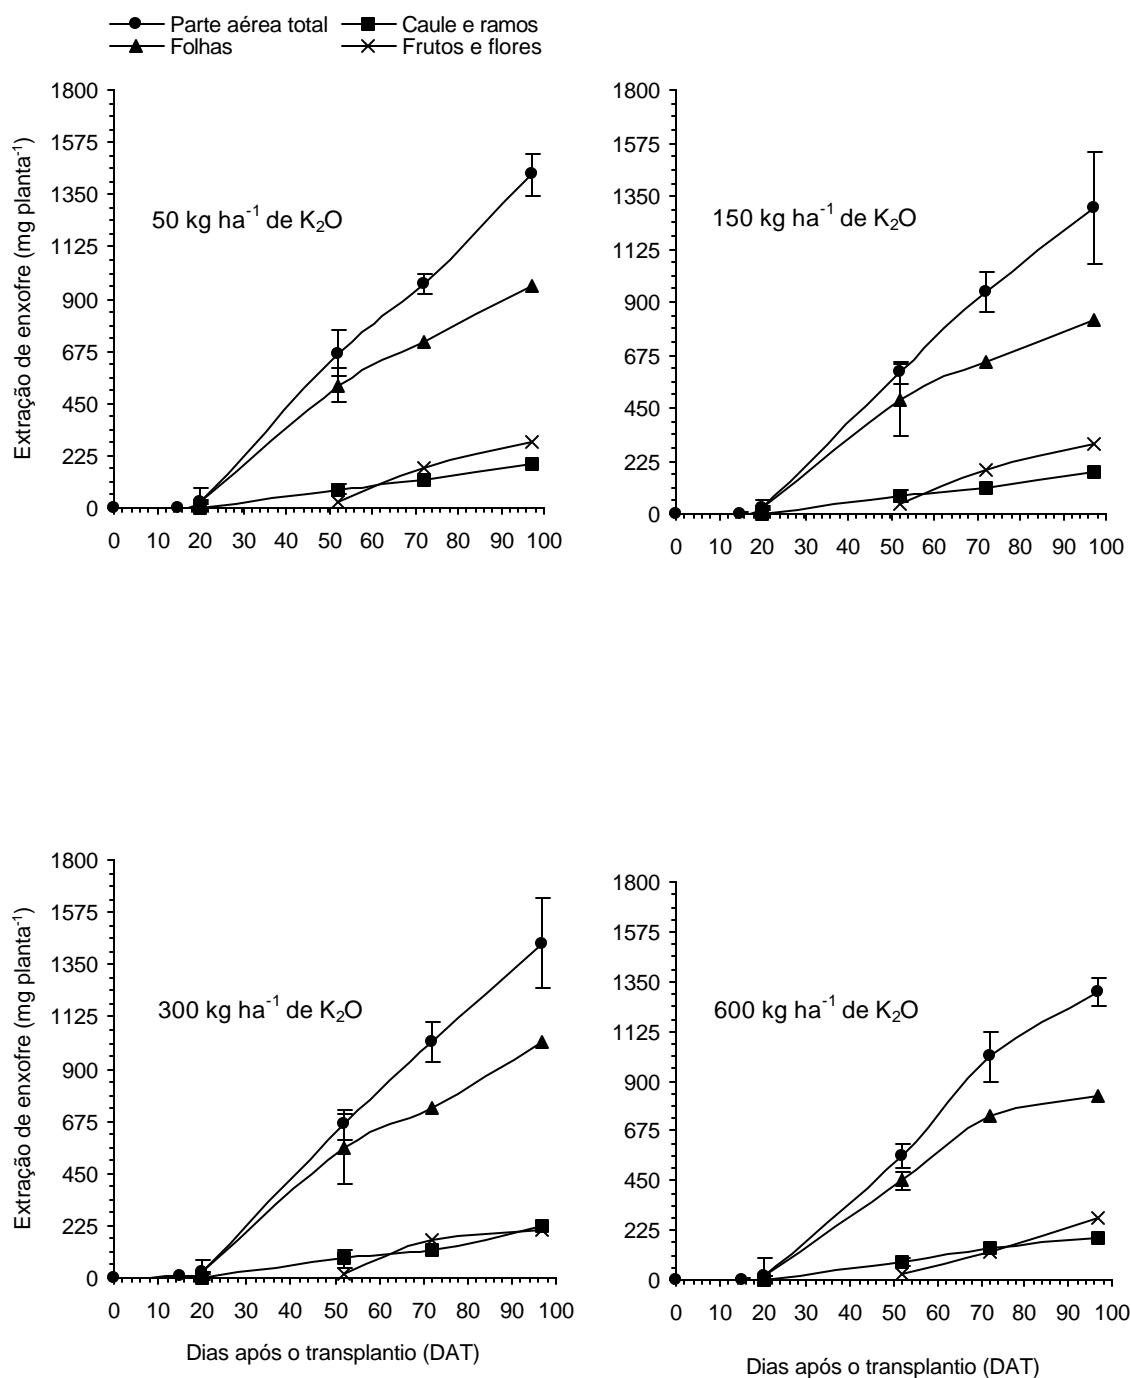 Parte aérea total Caule e ramos
Folhas Frutos e flores
Extração de enxofre (mg planta⁻¹)
1800
1575
1350
1125
900
675
450
225
0
50 kg ha⁻¹ de K₂O
0 10 20 30 40 50 60 70 80 90 100
1800
1575
1350
1125
900
675
450
225
0
150 kg ha⁻¹ de K₂O
0 10 20 30 40 50 60 70 80 90 100
Extração de enxofre (mg planta⁻¹)
1800
1575
1350
1125
900
675
450
225
0
300 kg ha⁻¹ de K₂O
0 10 20 30 40 50 60 70 80 90 100
Dias após o transplantio (DAT)
1800
1575
1350
1125
900
675
450
225
0
600 kg ha⁻¹ de K₂O
0 10 20 30 40 50 60 70 80 90 100
Dias após o transplantio (DAT)